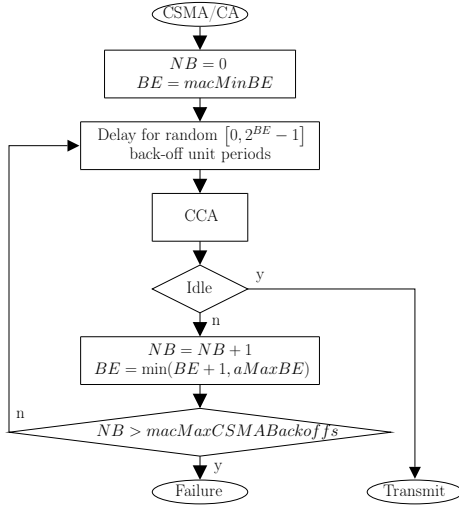 CSMA/CA
NB = 0
BE = macMinBE
Delay for random [0, 2^{BE} − 1]
back-off unit periods
CCA
Idle
y
n
NB = NB + 1
BE = min(BE + 1, aMaxBE)
n
NB > macMaxCSMABackoffs
y
Failure
Transmit